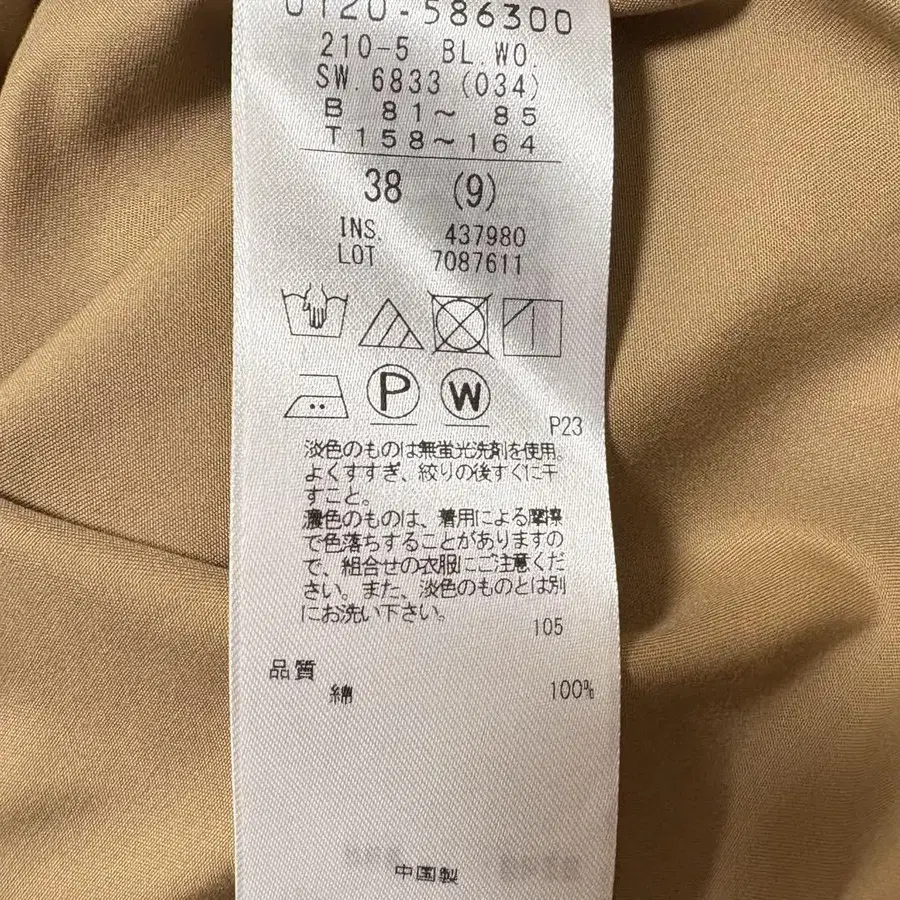 0120-586300
210-5 BL.WO.
SW.6833(034)
B 81～ 85
T158～164
38 (9)
INS. 437980
LOT 7087611
P W
P23
淡色のものは無蛍光洗剤を使用。
よくすすぎ、絞りの後すぐに干
すこと。
濃色のものは、着用による摩擦
で色落ちすることがありますの
で、組合せの衣服にご注意くだ
さい。また、淡色のものとは別
にお洗い下さい。
105
品質
綿 100%
中国製